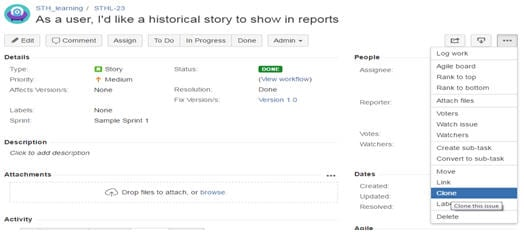 STH_learning / STHL-23
As a user, I'd like a historical story to show in reports
Edit Comment Assign To Do In Progress Done Admin
Details
Type: Story Status: DONE
Priority: Medium (View workflow)
Affects Version/s: None Resolution: Done
Fix Version/s: Version 1.0
Labels: None
Sprint: Sample Sprint 1
Description
Click to add description
Attachments
Drop files to attach, or browse.
Activity
People
Assignee:
Reporter:
Votes:
Watchers:
Dates
Created:
Updated:
Resolved:
Agile
Log work
Agile board
Rank to top
Rank to bottom
Attach files
Voters
Watch issue
Watchers
Create sub-task
Convert to sub-task
Move
Link
Clone
Labe
Clone this issue
Delete